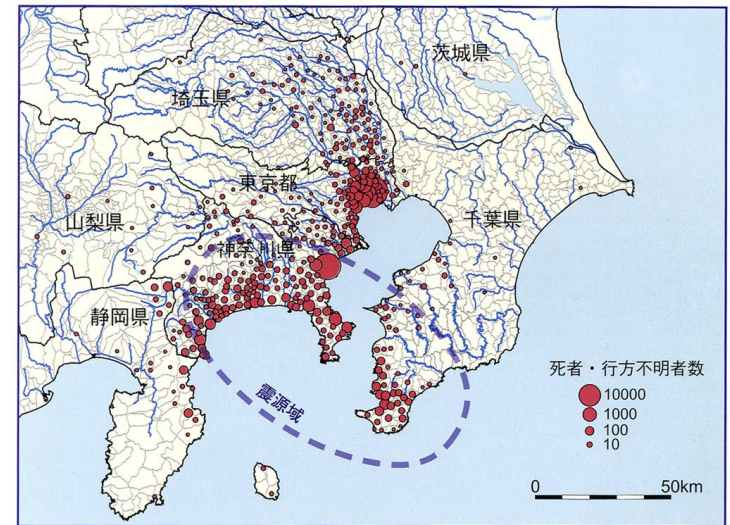 茨城県
埼玉県
東京都
山梨県
千葉県
神奈川県
静岡県
震源域
死者・行方不明者数
10000
1000
100
10
0 50km